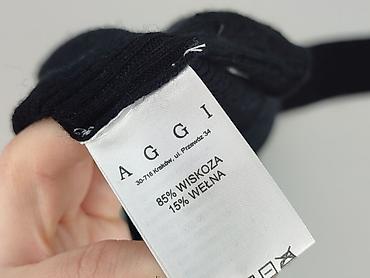 AGGI
30-716 Kraków, ul. Przewóz 34
85% WISKOZA
15% WEŁNA